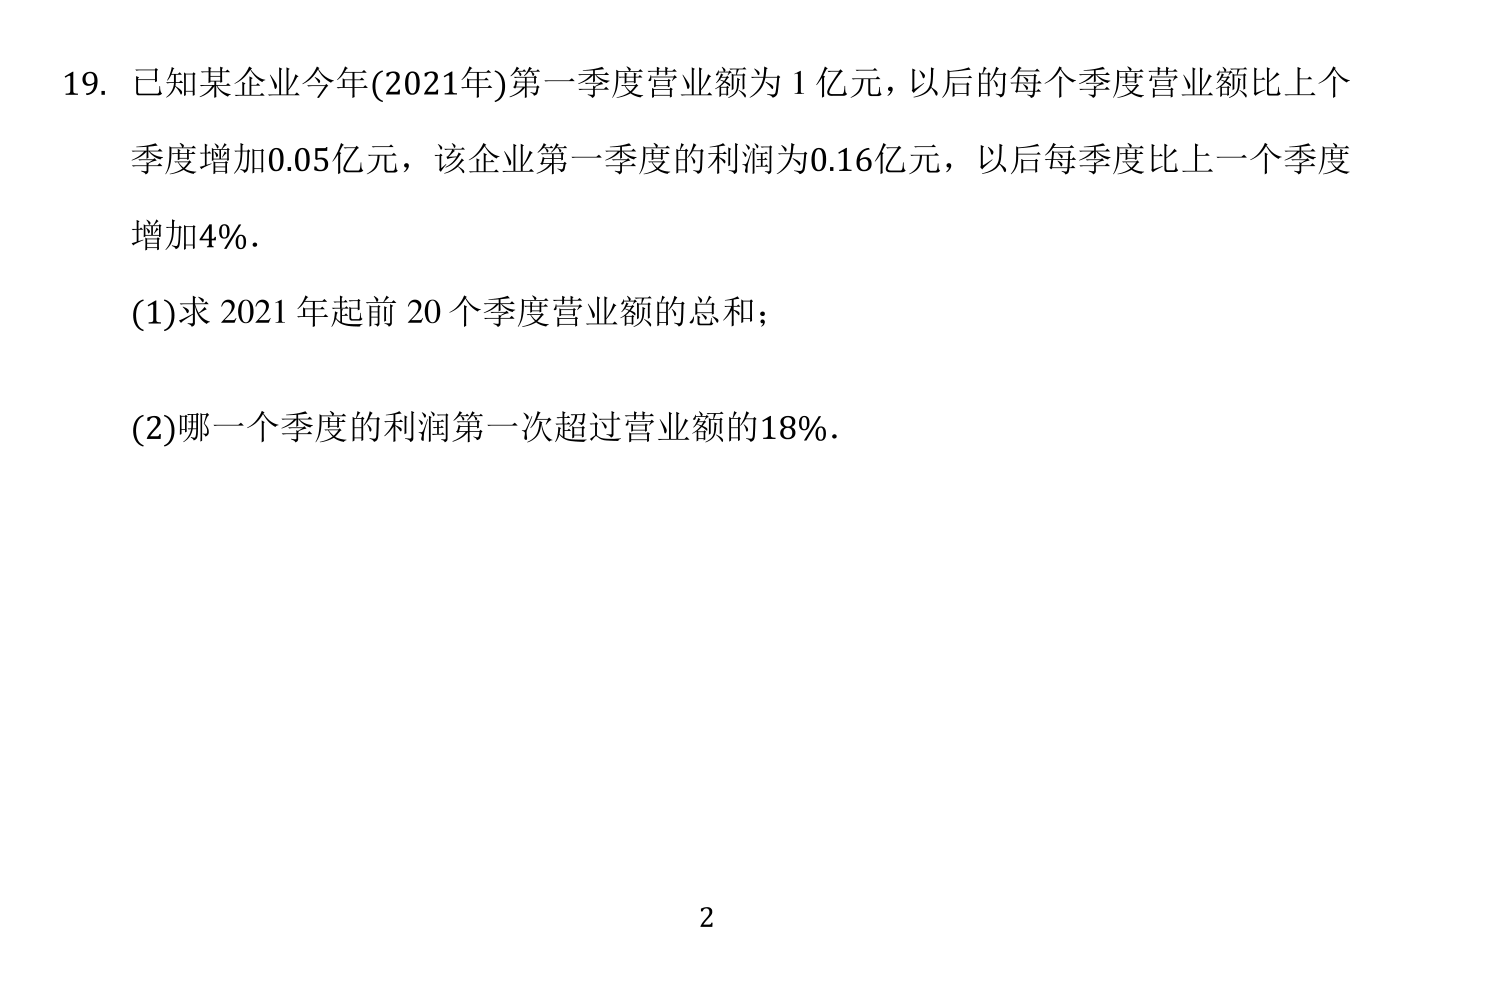 19. 已知某企业今年(2021年)第一季度营业额为 1 亿元，以后的每个季度营业额比上个
季度增加0.05亿元，该企业第一季度的利润为0.16亿元，以后每季度比上一个季度
增加4%.
(1)求 2021 年起前 20 个季度营业额的总和；
(2)哪一个季度的利润第一次超过营业额的18%.
2